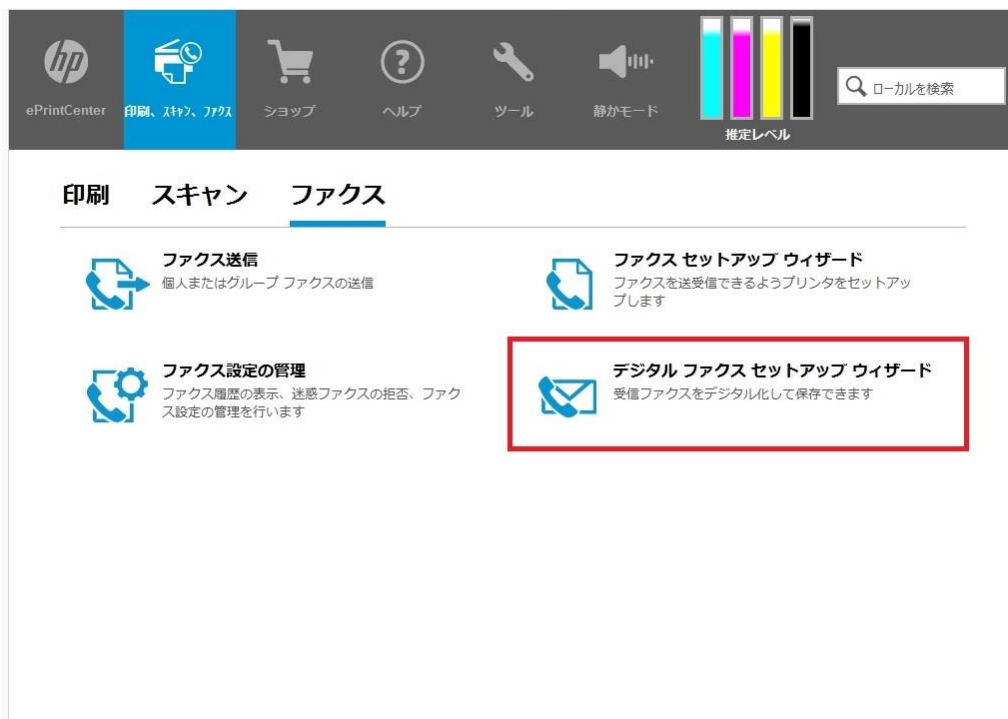 hp
ePrintCenter
印刷、スキャン、ファクス
ショップ
ヘルプ
ツール
静かモード
推定レベル
ローカルを検索
印刷 スキャン ファクス
ファクス送信
個人またはグループ ファクスの送信
ファクス セットアップ ウィザード
ファクスを送受信できるようプリンタをセットアッ
プします
ファクス設定の管理
ファクス履歴の表示、迷惑ファクスの拒否、ファク
ス設定の管理を行います
デジタル ファクス セットアップ ウィザード
受信ファクスをデジタル化して保存できます